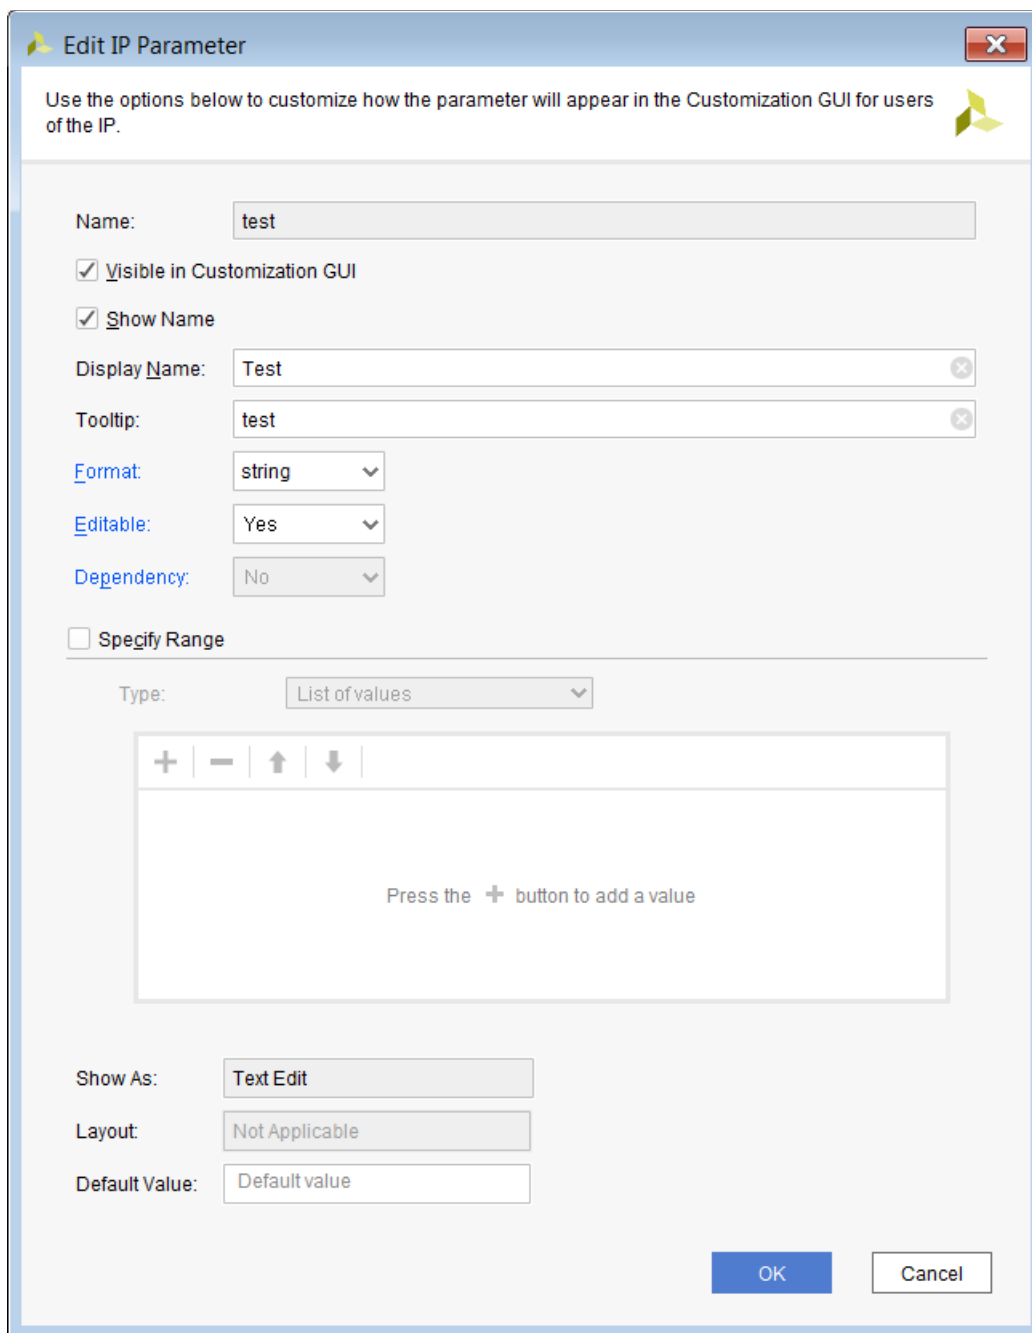 Edit IP Parameter
Use the options below to customize how the parameter will appear in the Customization GUI for users
of the IP.
Name: test
Visible in Customization GUI
Show Name
Display Name: Test
Tooltip: test
Format: string
Editable: Yes
Dependency: No
Specify Range
Type: List of values
Press the + button to add a value
Show As: Text Edit
Layout: Not Applicable
Default Value: Default value
OK Cancel